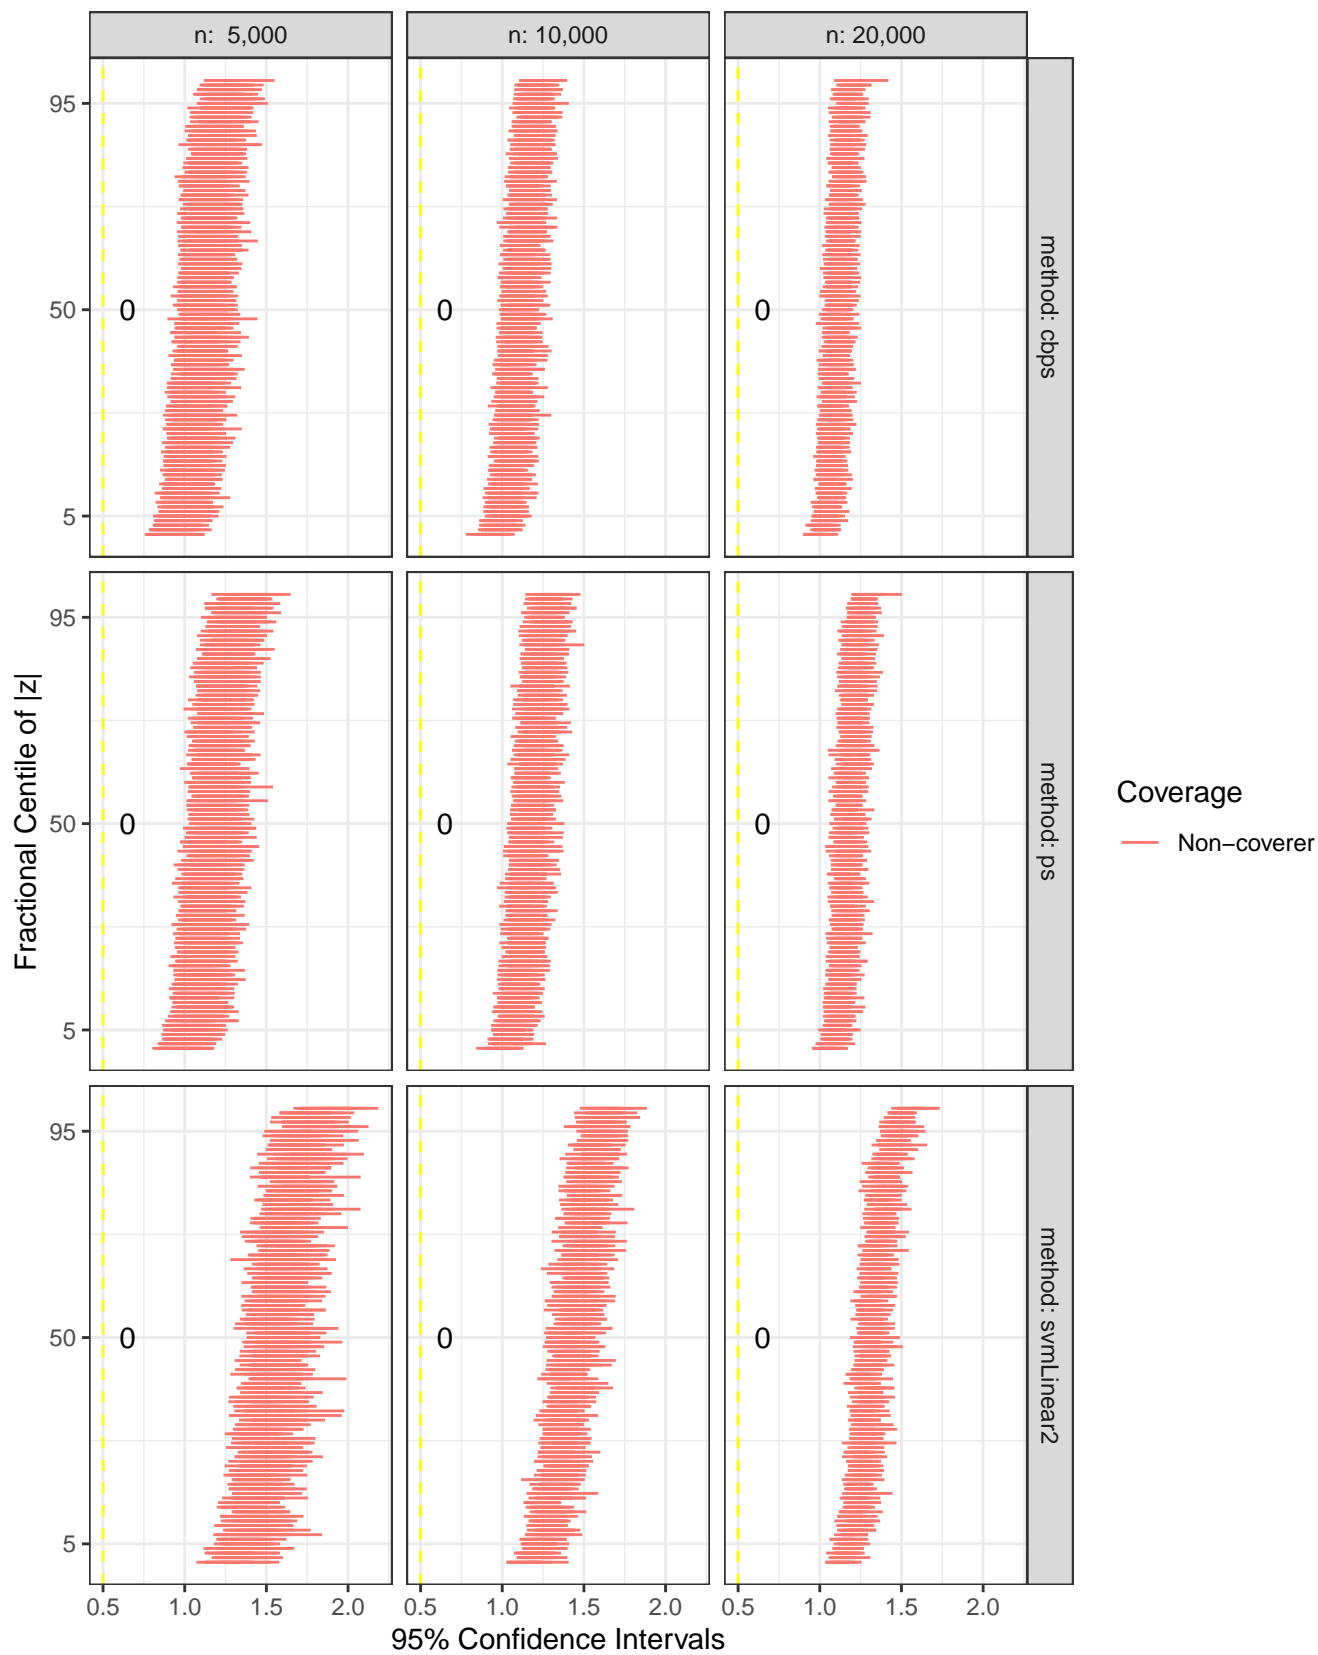 n:  5,000
n: 10,000
n: 20,000
95
50
5
0
0
0
method: cbps
95
50
5
0
0
0
method: ps
95
50
5
0
0
0
method: svmLinear2
0.5 1.0 1.5 2.0
0.5 1.0 1.5 2.0
0.5 1.0 1.5 2.0
95% Confidence Intervals
Fractional Centile of |z|
Coverage
Non−coverer